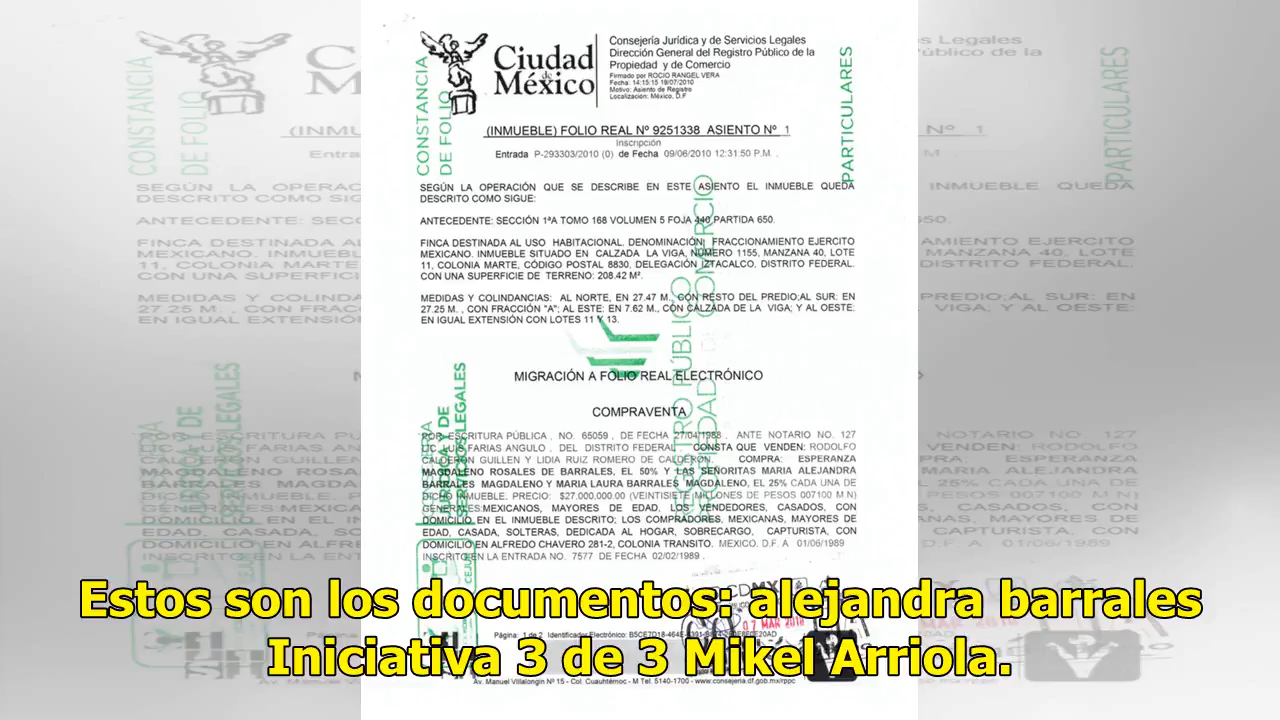 Ciudad
de
México
Consejería Jurídica y de Servicios Legales
Dirección General del Registro Público de la
Propiedad y de Comercio
Firmado por ROCIO RANGEL VERA
Fecha: 14:15:15 19/07/2010
Motivo: Asiento de Registro
Localización: México, D.F
CONSTANCIA
DE FOLIO
PARTICULARES
(INMUEBLE) FOLIO REAL Nº 9251338 ASIENTO Nº 1
Inscripción
Entrada P-293303/2010 (0) de Fecha 09/06/2010 12:31:50 P.M.
SEGÚN LA OPERACIÓN QUE SE DESCRIBE EN ESTE ASIENTO EL INMUEBLE QUEDA
DESCRITO COMO SIGUE:
ANTECEDENTE: SECCIÓN 1ªA TOMO 168 VOLUMEN 5 FOJA 440 PARTIDA 650.
FINCA DESTINADA AL USO HABITACIONAL. DENOMINACIÓN FRACCIONAMIENTO EJERCITO
MEXICANO. INMUEBLE SITUADO EN CALZADA LA VIGA, NÚMERO 1155, MANZANA 40, LOTE
11, COLONIA MARTE, CÓDIGO POSTAL 8830, DELEGACIÓN IZTACALCO, DISTRITO FEDERAL.
CON UNA SUPERFICIE DE TERRENO: 208.42 M².
MEDIDAS Y COLINDANCIAS: AL NORTE, EN 27.47 M., CON RESTO DEL PREDIO;AL SUR: EN
27.25 M. , CON FRACCIÓN "A"; AL ESTE: EN 7.62 M., CON CALZADA DE LA VIGA; Y AL OESTE:
EN IGUAL EXTENSIÓN CON LOTES 11 Y 13.
MIGRACIÓN A FOLIO REAL ELECTRÓNICO
COMPRAVENTA
POR ESCRITURA PÚBLICA , NO. 65059 , DE FECHA 27/04/1988 , ANTE NOTARIO NO. 127
LIC. LUIS FARIAS ANGULO , DEL DISTRITO FEDERAL , CONSTA QUE VENDEN: RODOLFO
CALDERÓN GUILLEN Y LIDIA RUIZ ROMERO DE CALDERÓN. COMPRA: ESPERANZA
MAGDALENO ROSALES DE BARRALES, EL 50% Y LAS SEÑORITAS MARIA ALEJANDRA
BARRALES MAGDALENO Y MARIA LAURA BARRALES MAGDALENO, EL 25% CADA UNA DE
DICHO INMUEBLE. PRECIO: $27,000,000.00 (VEINTISIETE MILLONES DE PESOS 007100 M N)
GENERALES:MEXICANOS, MAYORES DE EDAD, LOS VENDEDORES, CASADOS, CON
DOMICILIO EN EL INMUEBLE DESCRITO; LOS COMPRADORES, MEXICANAS, MAYORES DE
EDAD, CASADA, SOLTERAS, DEDICADA AL HOGAR, SOBRECARGO, CAPTURISTA, CON
DOMICILIO EN ALFREDO CHAVERO 281-2, COLONIA TRANSITO. MEXICO. D.F. A 01/06/1989
INSCRITO EN LA ENTRADA NO. 7577 DE FECHA 02/02/1989
REGISTRO PÚBLICO
DE COMERCIO
SERVICIOS LEGALES
Página: 1 de 2 Identificador Electrónico:
Av. Manuel Villalongin Nº 15 - Col. Cuauhtémoc - M Tel. 5140-1700 - www.consejeria.df.gob.mx/rppc
Estos son los documentos: alejandra barrales
Iniciativa 3 de 3 Mikel Arriola.